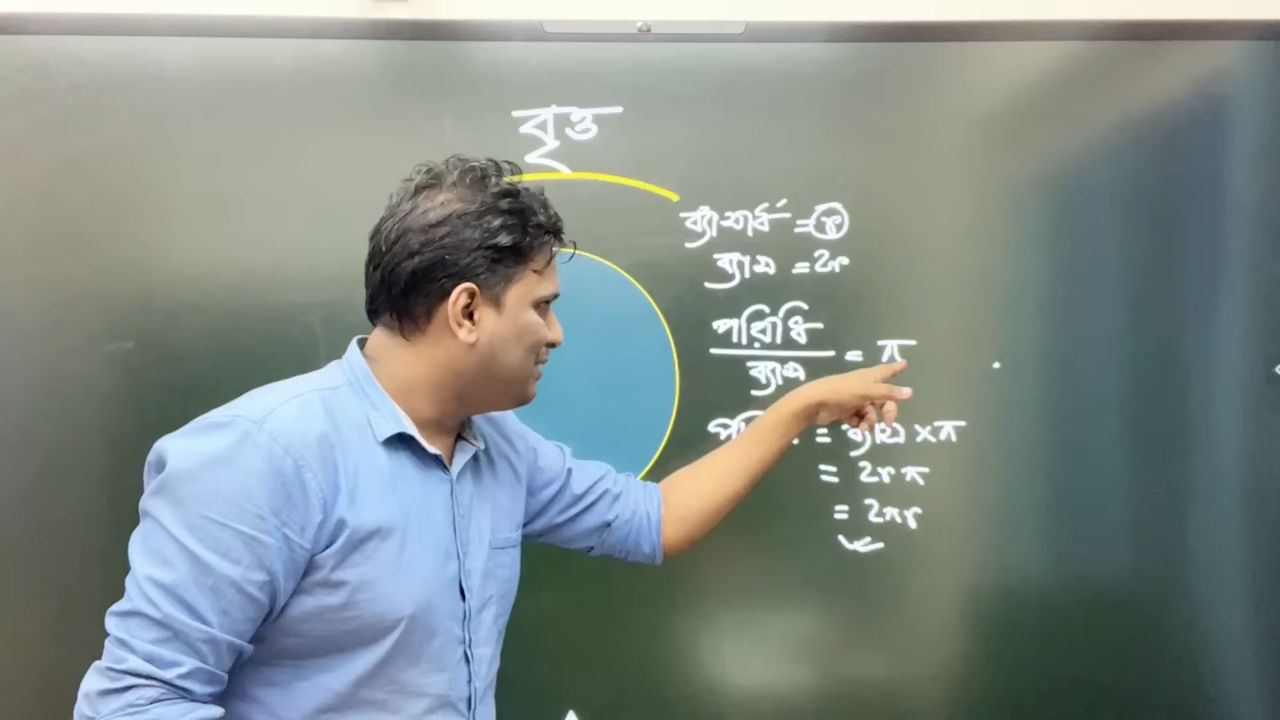 বৃত্ত
ব্যাসার্ধ = r
ব্যাস = 2r
পরিধি
ব্যাস
= π
= ব্যাস × π
= 2r π
= 2πr